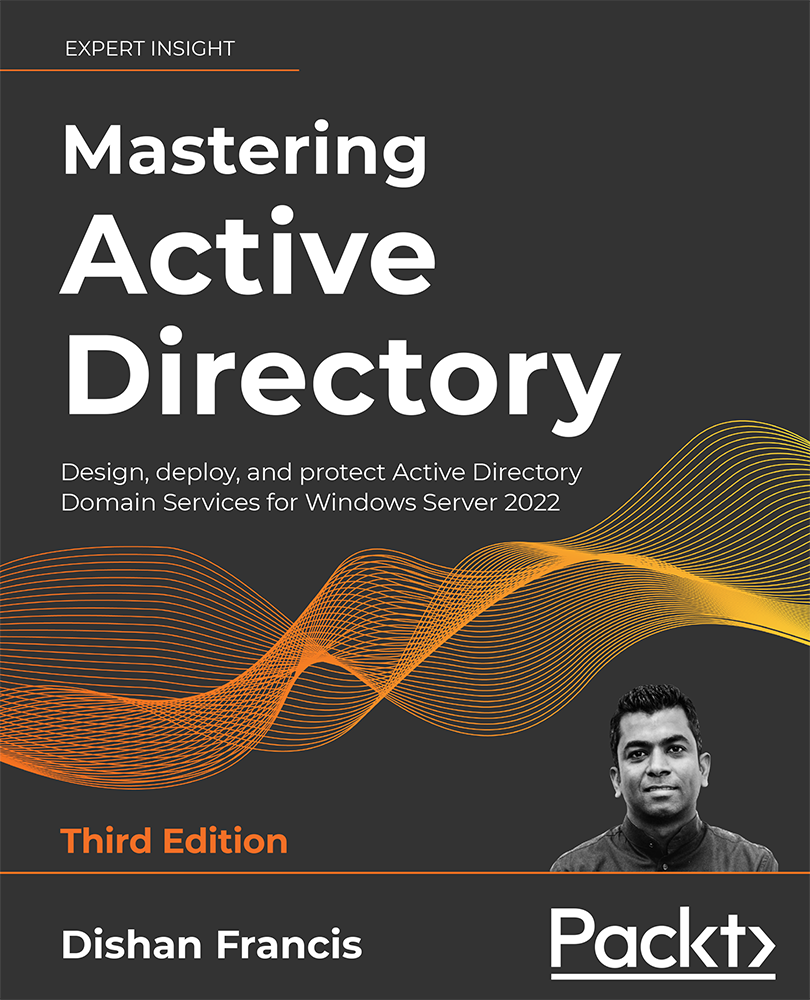 EXPERT INSIGHT
Mastering
Active
Directory
Design, deploy, and protect Active Directory
Domain Services for Windows Server 2022
Third Edition
Dishan Francis
Packt